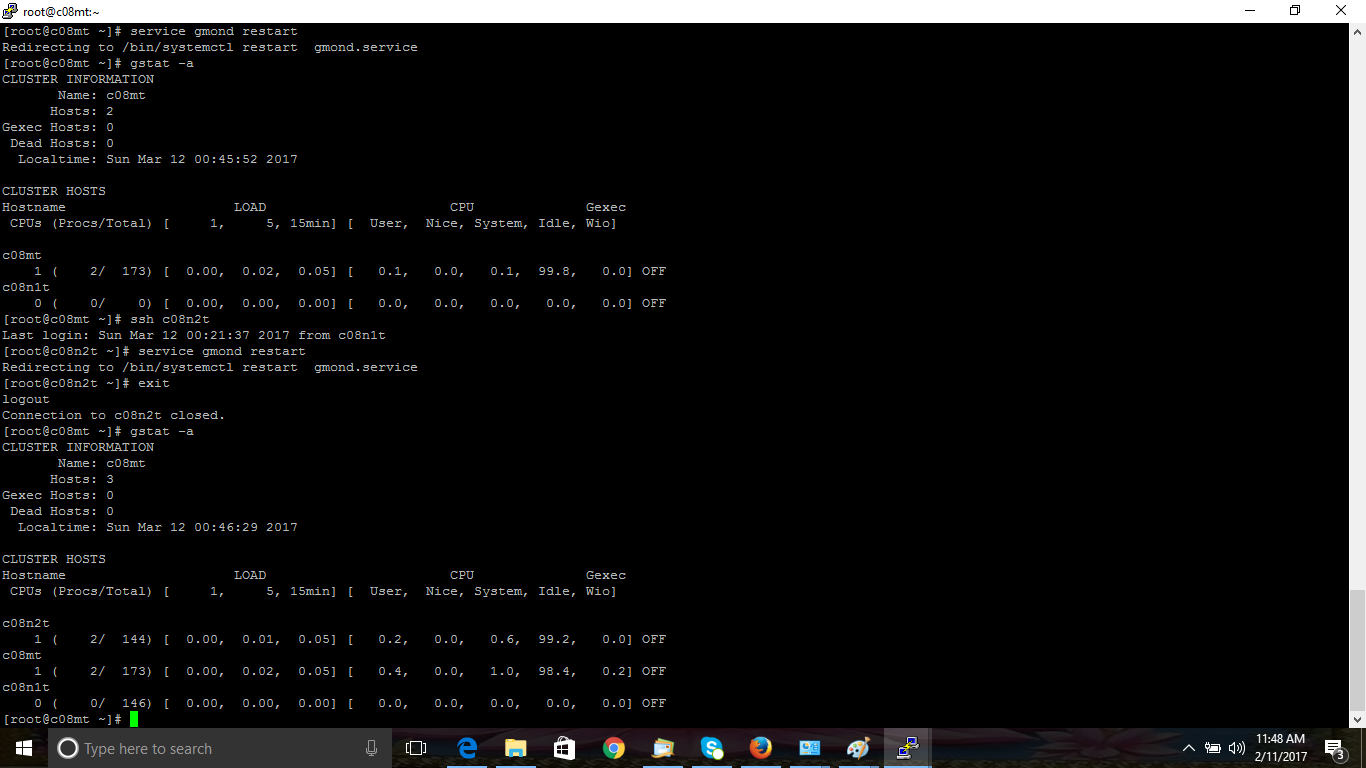 root@c08mt:~
[root@c08mt ~]# service gmond restart
Redirecting to /bin/systemctl restart  gmond.service
[root@c08mt ~]# gstat -a
CLUSTER INFORMATION
       Name: c08mt
      Hosts: 2
Gexec Hosts: 0
 Dead Hosts: 0
  Localtime: Sun Mar 12 00:45:52 2017

CLUSTER HOSTS
Hostname                     LOAD                       CPU              Gexec
 CPUs (Procs/Total) [     1,     5, 15min] [  User,  Nice, System, Idle, Wio]

c08mt
    1 (    2/  173) [  0.00,  0.02,  0.05] [   0.1,   0.0,   0.1,  99.8,   0.0] OFF
c08n1t
    0 (    0/    0) [  0.00,  0.00,  0.00] [   0.0,   0.0,   0.0,   0.0,   0.0] OFF
[root@c08mt ~]# ssh c08n2t
Last login: Sun Mar 12 00:21:37 2017 from c08n1t
[root@c08n2t ~]# service gmond restart
Redirecting to /bin/systemctl restart  gmond.service
[root@c08n2t ~]# exit
logout
Connection to c08n2t closed.
[root@c08mt ~]# gstat -a
CLUSTER INFORMATION
       Name: c08mt
      Hosts: 3
Gexec Hosts: 0
 Dead Hosts: 0
  Localtime: Sun Mar 12 00:46:29 2017

CLUSTER HOSTS
Hostname                     LOAD                       CPU              Gexec
 CPUs (Procs/Total) [     1,     5, 15min] [  User,  Nice, System, Idle, Wio]

c08n2t
    1 (    2/  144) [  0.00,  0.01,  0.05] [   0.2,   0.0,   0.6,  99.2,   0.0] OFF
c08mt
    1 (    2/  173) [  0.00,  0.02,  0.05] [   0.4,   0.0,   1.0,  98.4,   0.2] OFF
c08n1t
    0 (    0/  146) [  0.00,  0.00,  0.00] [   0.0,   0.0,   0.0,   0.0,   0.0] OFF
[root@c08mt ~]#
Type here to search
11:48 AM
2/11/2017
3